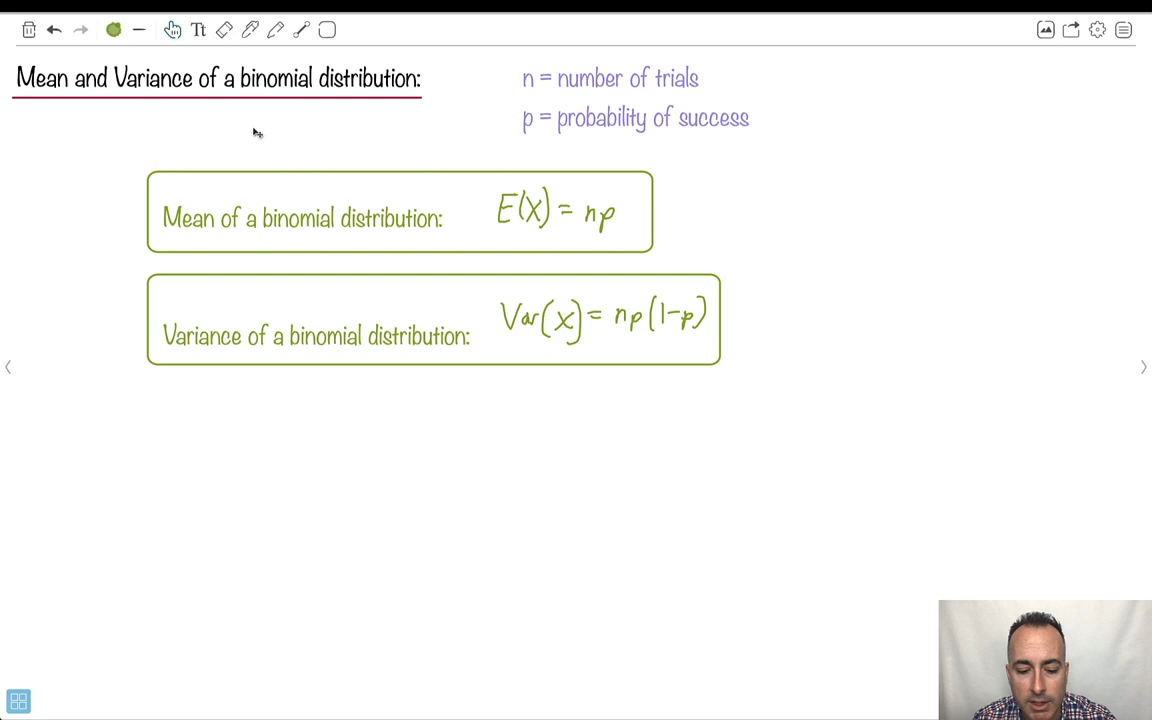 Tt
Mean and Variance of a binomial distribution:
n = number of trials
p = probability of success
Mean of a binomial distribution: E(X) = np
Variance of a binomial distribution: Var(X) = np(1-p)